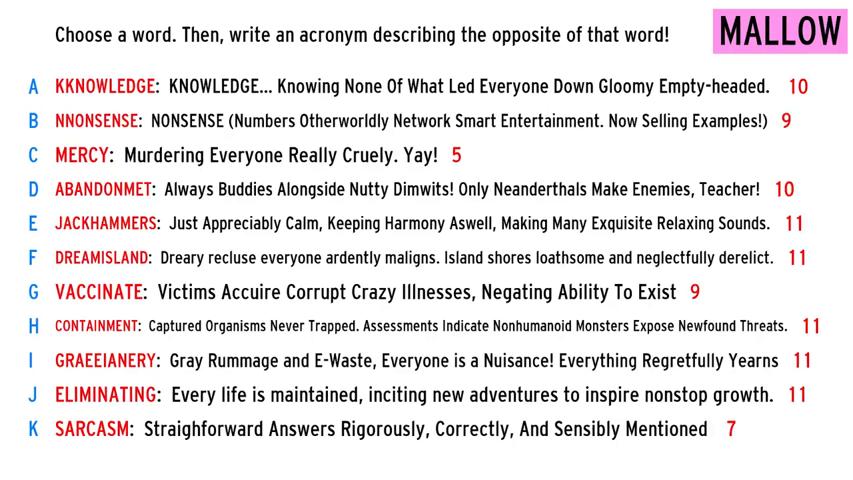 Choose a word. Then, write an acronym describing the opposite of that word!
MALLOW
A KKNOWLEDGE: KNOWLEDGE... Knowing None Of What Led Everyone Down Gloomy Empty-headed. 10
B NNONSENSE: NONSENSE (Numbers Otherworldly Network Smart Entertainment. Now Selling Examples!) 9
C MERCY: Murdering Everyone Really Cruely. Yay! 5
D ABANDONMET: Always Buddies Alongside Nutty Dimwits! Only Neanderthals Make Enemies, Teacher! 10
E JACKHAMMERS: Just Appreciably Calm, Keeping Harmony Aswell, Making Many Exquisite Relaxing Sounds. 11
F DREAMISLAND: Dreary recluse everyone ardently maligns. Island shores loathsome and neglectfully derelict. 11
G VACCINATE: Victims Accuire Corrupt Crazy Illnesses, Negating Ability To Exist 9
H CONTAINMENT: Captured Organisms Never Trapped. Assessments Indicate Nonhumanoid Monsters Expose Newfound Threats. 11
I GRAEEIANERY: Gray Rummage and E-Waste, Everyone is a Nuisance! Everything Regretfully Yearns 11
J ELIMINATING: Every life is maintained, inciting new adventures to inspire nonstop growth. 11
K SARCASM: Straighforward Answers Rigorously, Correctly, And Sensibly Mentioned 7